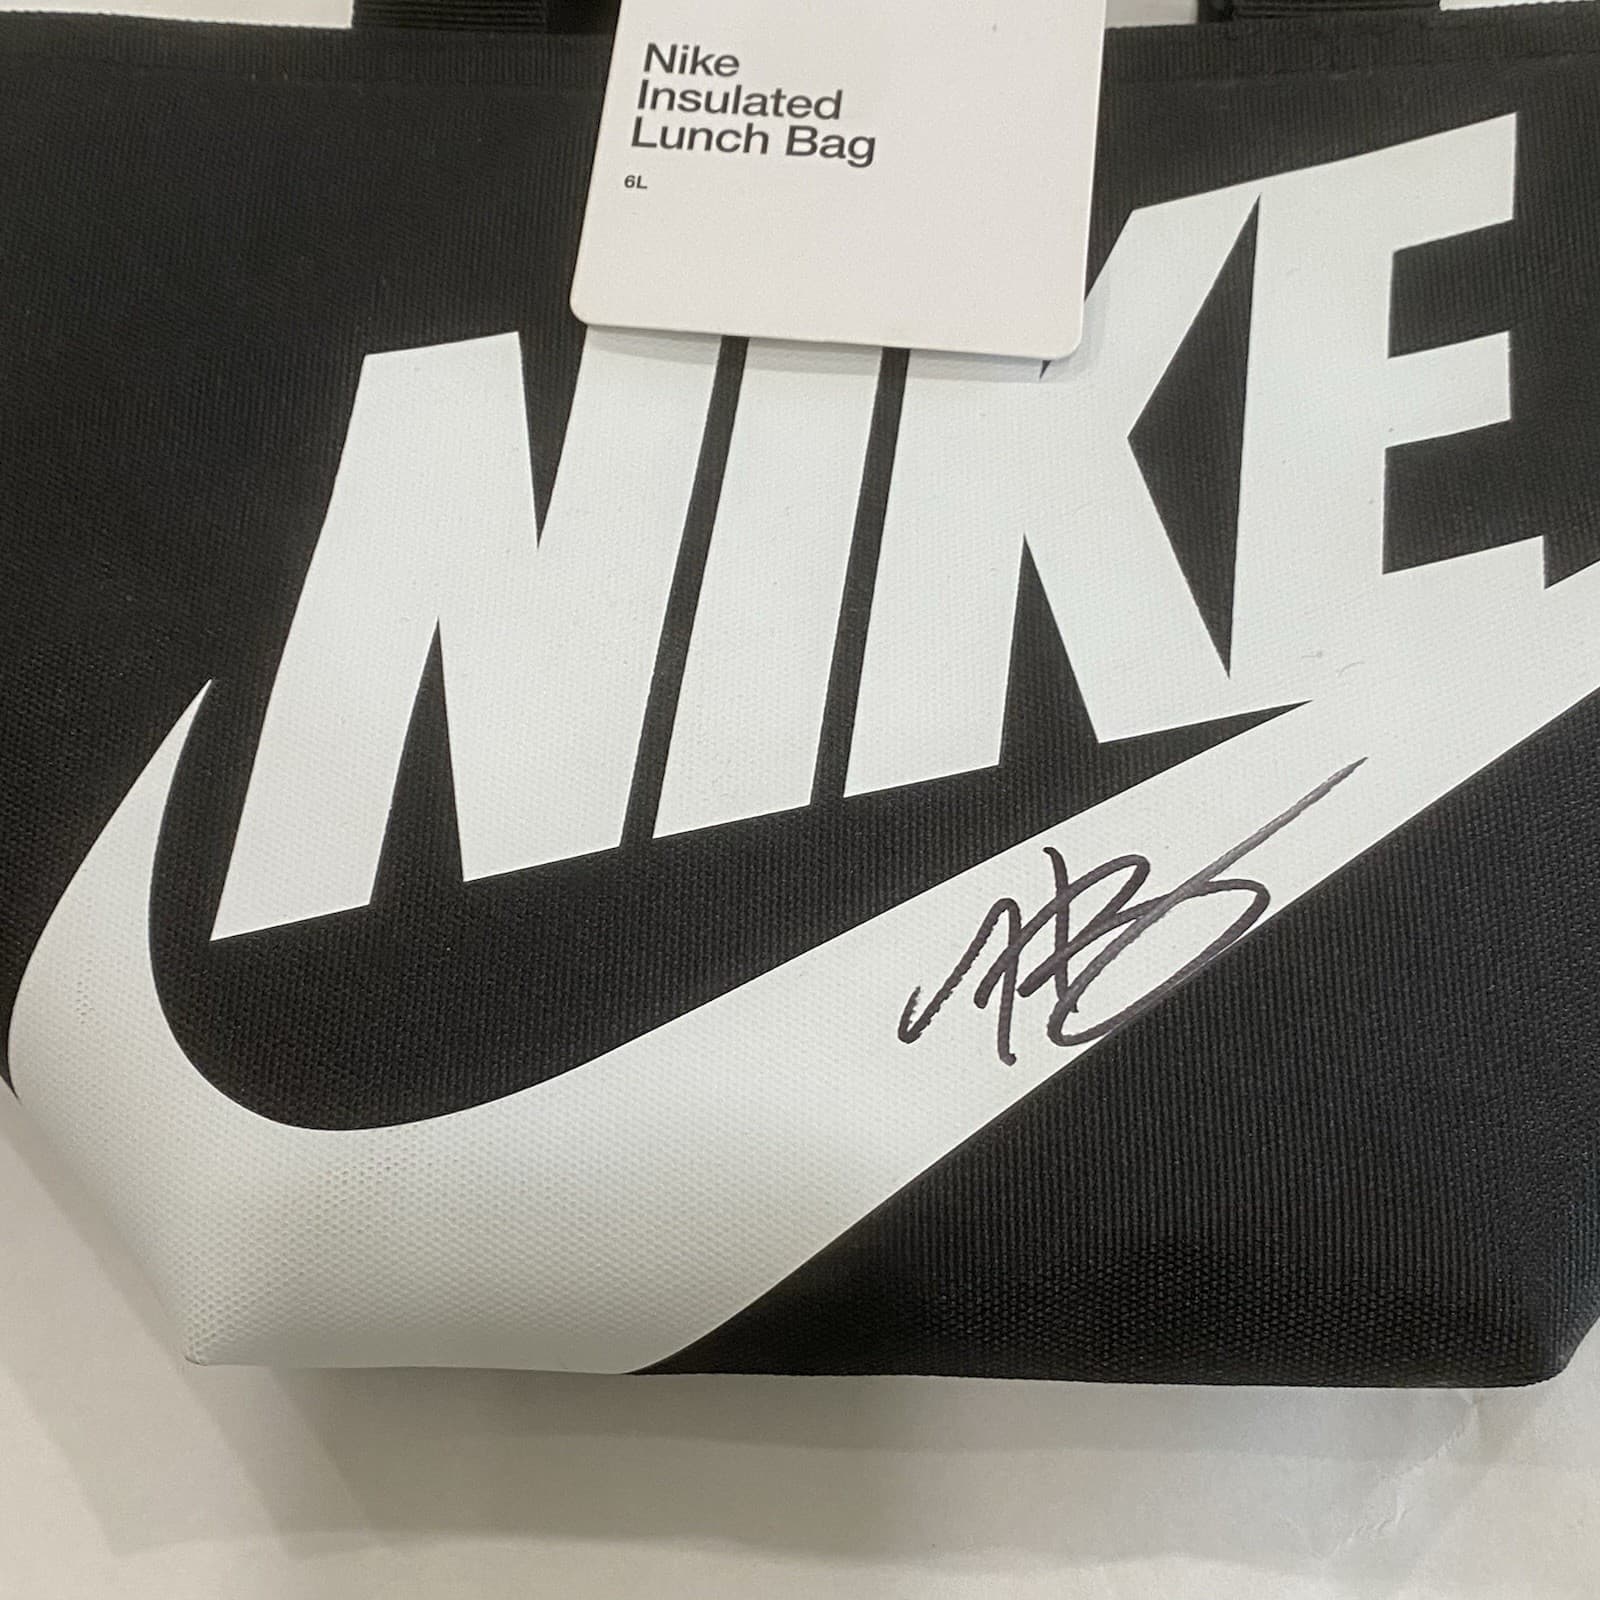 Nike
Insulated
Lunch Bag
6L
NIKE